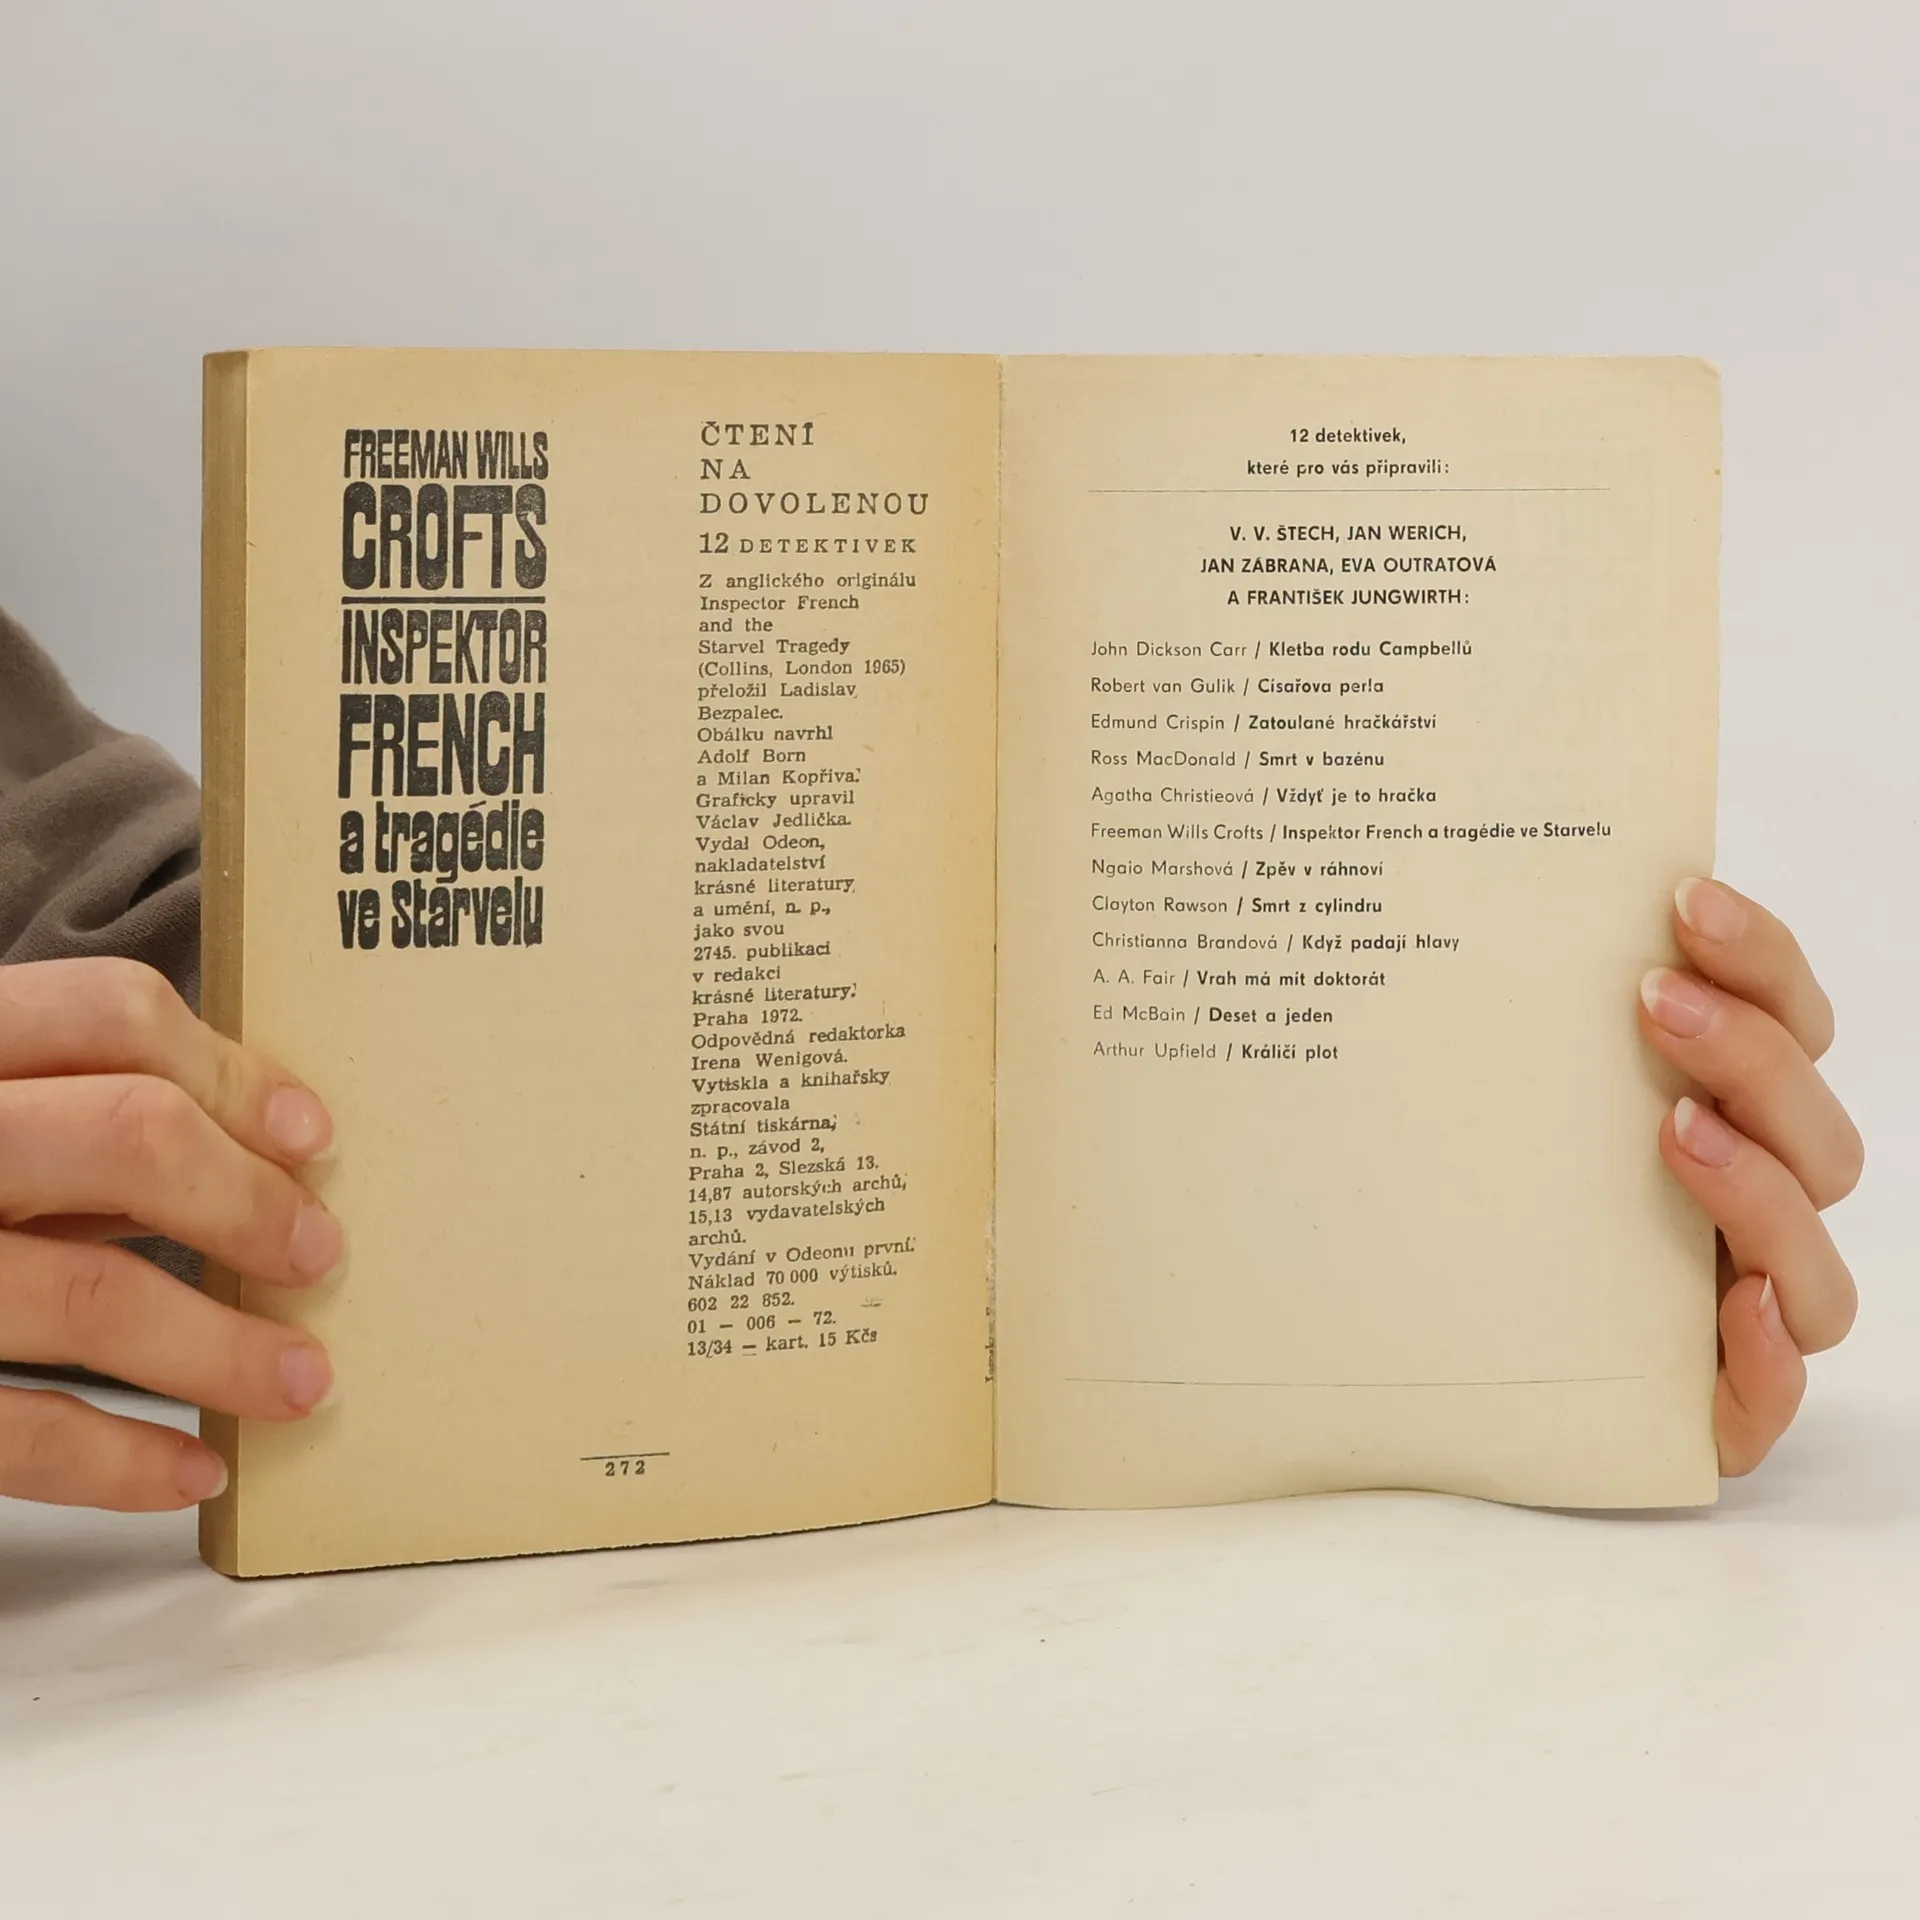 FREEMAN WILLS
CROFTS
INSPEKTOR
FRENCH
a tragédie
ve Starvelu
ČTENÍ
NA
DOVOLENOU
12 DETEKTIVEK
Z anglického originálu
Inspector French
and the
Starvel Tragedy
(Collins, London 1965)
přeložil Ladislav
Bezpalec.
Obálku navrhl
Adolf Born
a Milan Kopřiva.
Graficky upravil
Václav Jedlička.
Vydal Odeon,
nakladatelství
krásné literatury
a umění, n. p.,
jako svou
2745. publikaci
v redakci
krásné literatury.
Praha 1972.
Odpovědná redaktorka
Irena Wenigová.
Vytiskla a knihařsky
zpracovala
Státní tiskárna,
n. p., závod 2,
Praha 2, Slezská 13.
14,87 autorských archů,
15,13 vydavatelských
archů.
Vydání v Odeonu první.
Náklad 70 000 výtisků.
602 22 852.
01 — 006 — 72.
13/34 — kart. 15 Kčs
272
12 detektivek,
které pro vás připravili:
V. V. ŠTECH, JAN WERICH,
JAN ZÁBRANA, EVA OUTRATOVÁ
A FRANTIŠEK JUNGWIRTH:
John Dickson Carr / Kletba rodu Campbellů
Robert van Gulik / Císařova perla
Edmund Crispin / Zatoulané hračkářství
Ross MacDonald / Smrt v bazénu
Agatha Christieová / Vždyť je to hračka
Freeman Wills Crofts / Inspektor French a tragédie ve Starvelu
Ngaio Marshová / Zpěv v ráhnoví
Clayton Rawson / Smrt z cylindru
Christianna Brandová / Když padají hlavy
A. A. Fair / Vrah má mít doktorát
Ed McBain / Deset a jeden
Arthur Upfield / Králičí plot